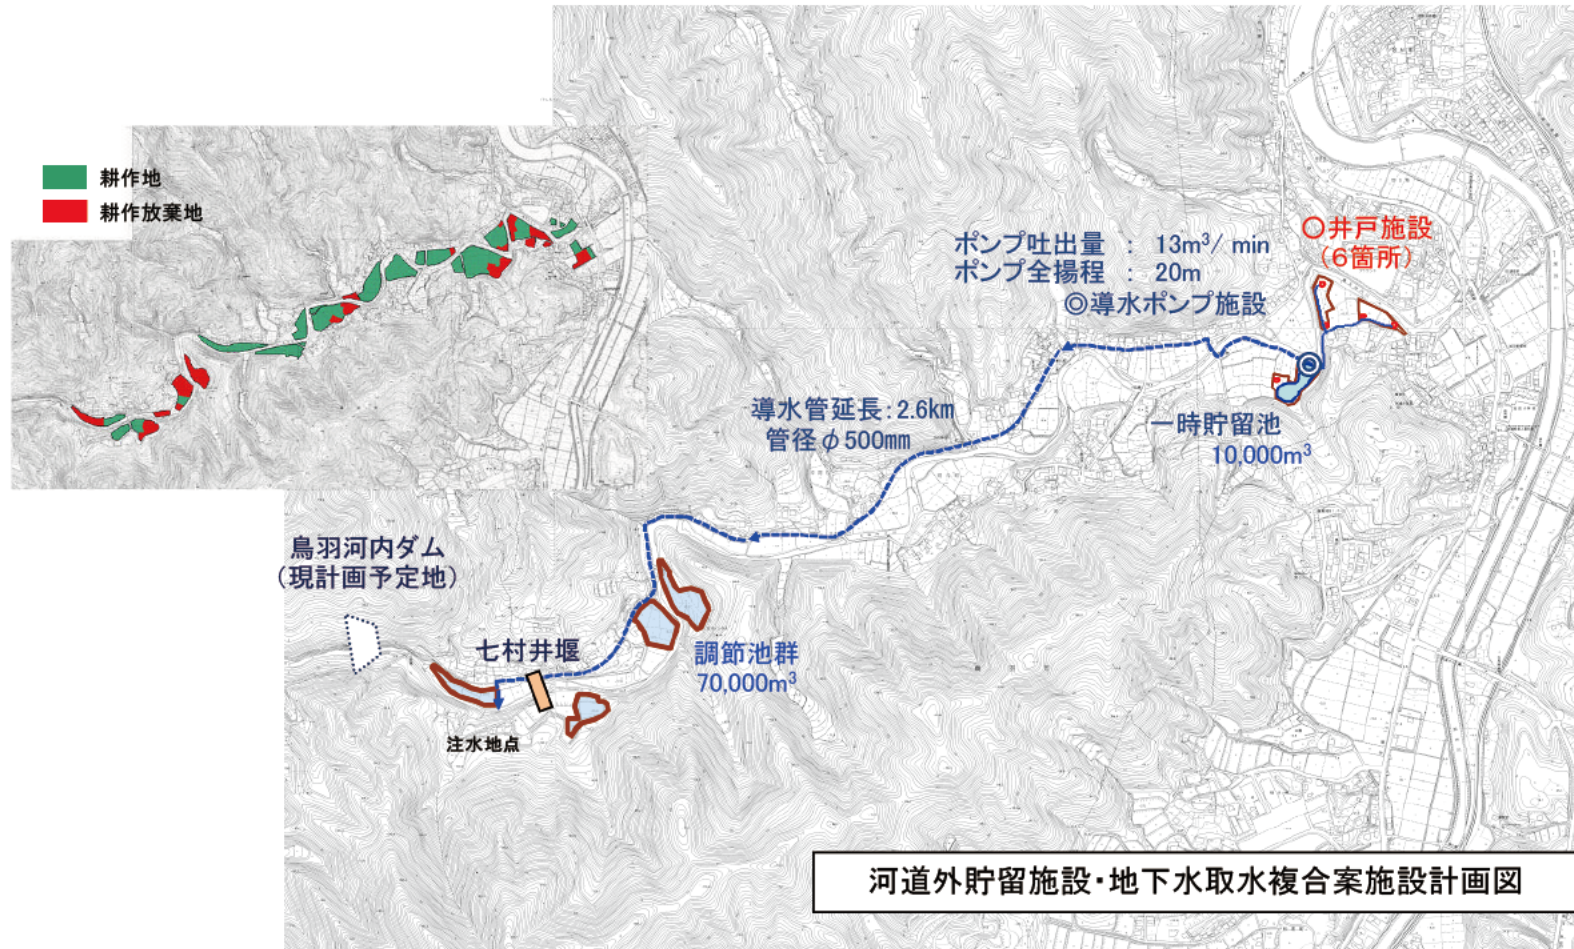 耕作地
耕作放棄地
ポンプ吐出量 : 13m³/ min
ポンプ全揚程 : 20m
◎導水ポンプ施設
○井戸施設
(6箇所)
導水管延長:2.6km
管径φ500mm
一時貯留池
10,000m³
鳥羽河内ダム
(現計画予定地)
七村井堰
調節池群
70,000m³
注水地点
河道外貯留施設・地下水取水複合案施設計画図